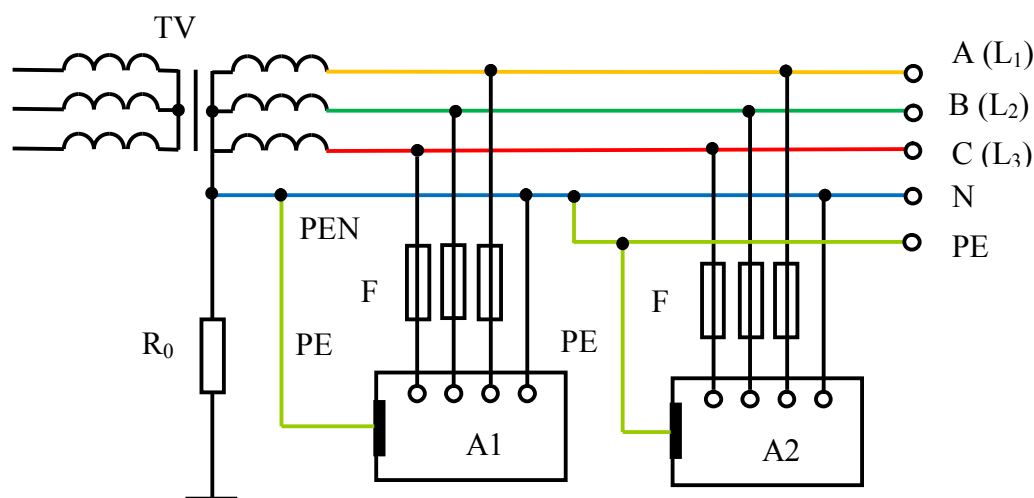 TV
A (L₁)
B (L₂)
C (L₃)
N
PEN
PE
F
F
R₀
PE
PE
A1
A2